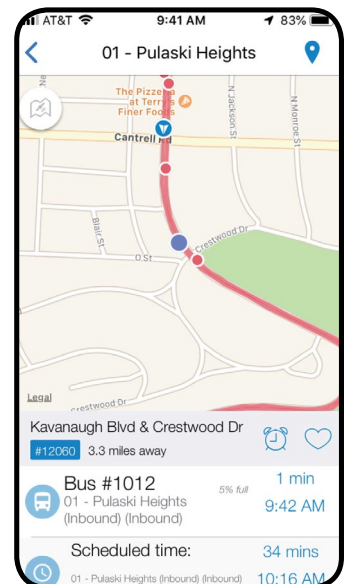 AT&T 9:41 AM 83%
01 - Pulaski Heights
The Pizzeria
at Terry's
Finer Foods
N Jackson St
N Monroe St
Cantrell Rd
Blair St
Crestwood Dr
O St
Legal
Crestwood Dr
Kavanaugh Blvd & Crestwood Dr
#12060 3.3 miles away
Bus #1012 5% full 1 min
01 - Pulaski Heights 9:42 AM
(Inbound) (Inbound)
Scheduled time: 34 mins
01 - Pulaski Heights (Inbound) (Inbound) 10:16 AM